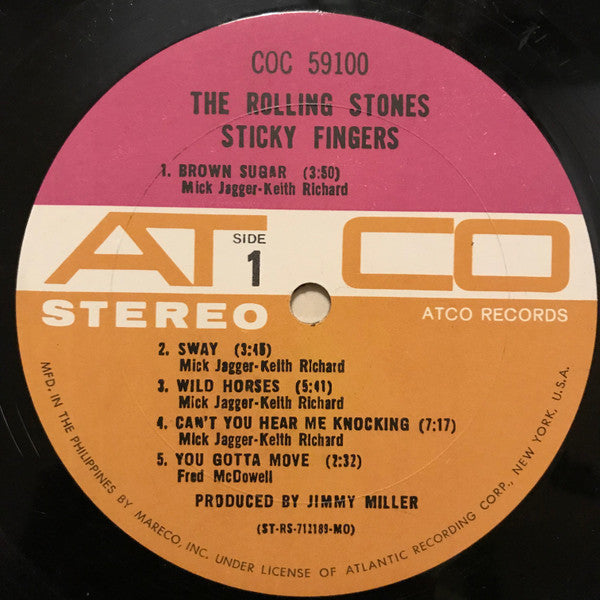 COC 59100
THE ROLLING STONES
STICKY FINGERS
1. BROWN SUGAR (3:50)
Mick Jagger-Keith Richard
ATCO
SIDE
1
STEREO
ATCO RECORDS
2. SWAY (3:45)
Mick Jagger-Keith Richard
3. WILD HORSES (5:41)
Mick Jagger-Keith Richard
4. CAN'T YOU HEAR ME KNOCKING (7:17)
Mick Jagger-Keith Richard
5. YOU GOTTA MOVE (2:32)
Fred McDowell
PRODUCED BY JIMMY MILLER
(ST-RS-712189-MO)
MFD. IN THE PHILIPPINES BY MARECO, INC. UNDER LICENSE OF ATLANTIC RECORDING CORP., NEW YORK, U.S.A.